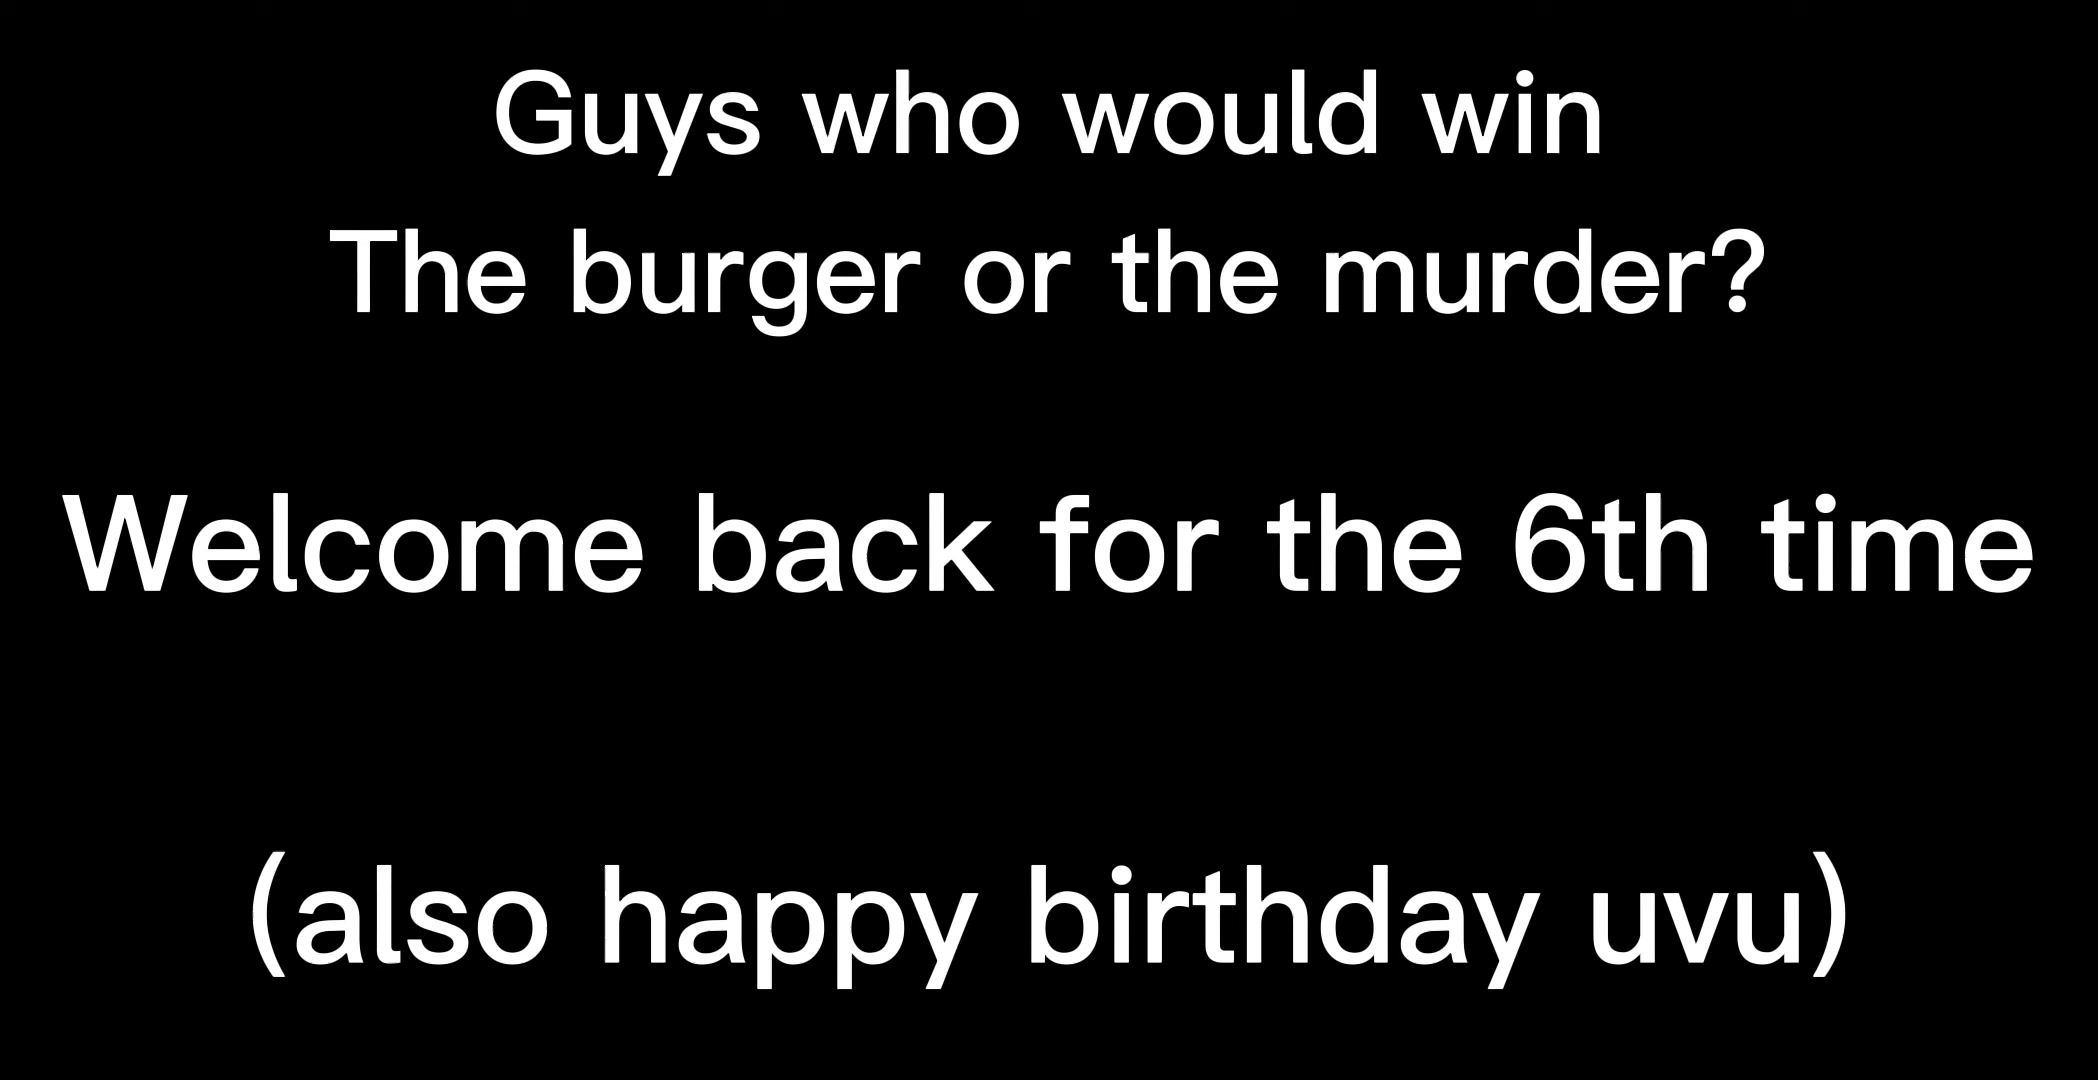 Guys who would win
The burger or the murder?
Welcome back for the 6th time
(also happy birthday uvu)